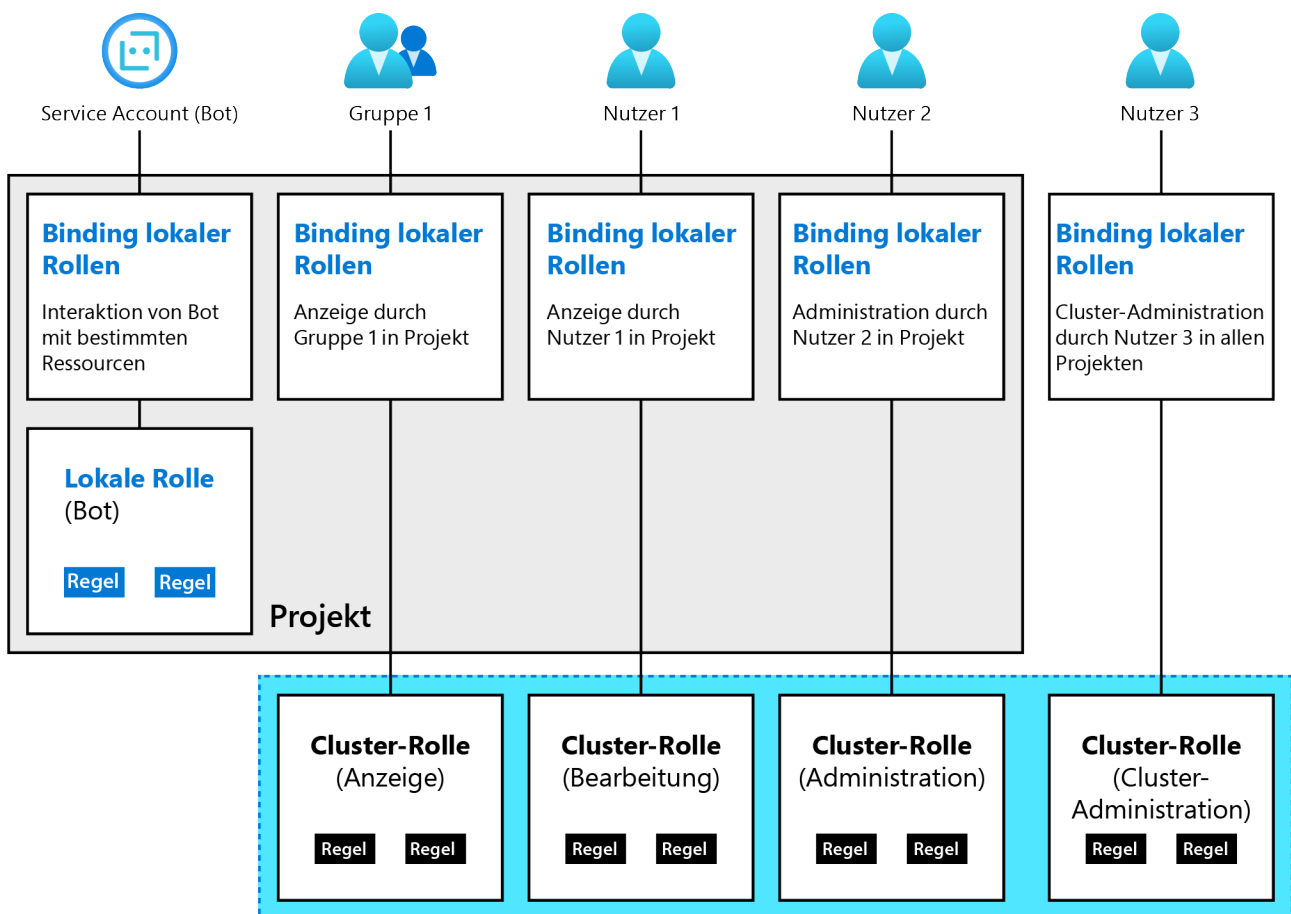 Service Account (Bot)
Gruppe 1
Nutzer 1
Nutzer 2
Nutzer 3
Binding lokaler
Rollen
Interaktion von Bot
mit bestimmten
Ressourcen
Binding lokaler
Rollen
Anzeige durch
Gruppe 1 in Projekt
Binding lokaler
Rollen
Anzeige durch
Nutzer 1 in Projekt
Binding lokaler
Rollen
Administration durch
Nutzer 2 in Projekt
Binding lokaler
Rollen
Cluster-Administration
durch Nutzer 3 in allen
Projekten
Lokale Rolle
(Bot)
Regel
Regel
Projekt
Cluster-Rolle
(Anzeige)
Regel
Regel
Cluster-Rolle
(Bearbeitung)
Regel
Regel
Cluster-Rolle
(Administration)
Regel
Regel
Cluster-Rolle
(Cluster-
Administration)
Regel
Regel